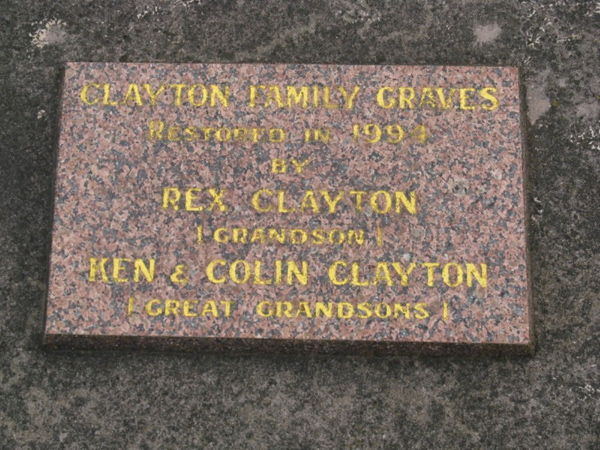 CLAYTON FAMILY GRAVES
RESTORED IN 1994
BY
REX CLAYTON
(GRANDSON)
KEN & COLIN CLAYTON
(GREAT GRANDSONS)